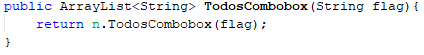 public ArrayList<String> TodosCombobox(String flag){
    return n.TodosCombobox(flag);
}